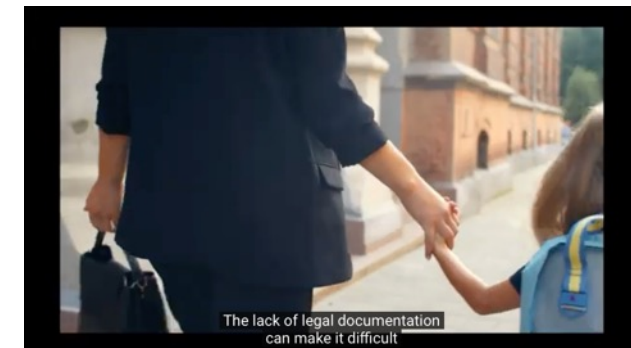 The lack of legal documentation
can make it difficult